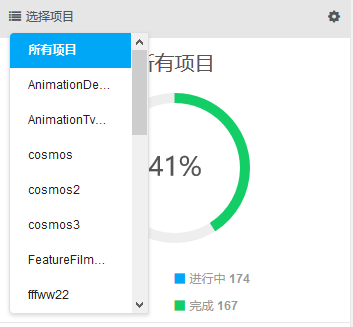 选择项目
所有项目
所有项目
AnimationDe...
AnimationTv...
cosmos
41%
cosmos2
cosmos3
FeatureFilm...
fffww22
进行中 174
完成 167